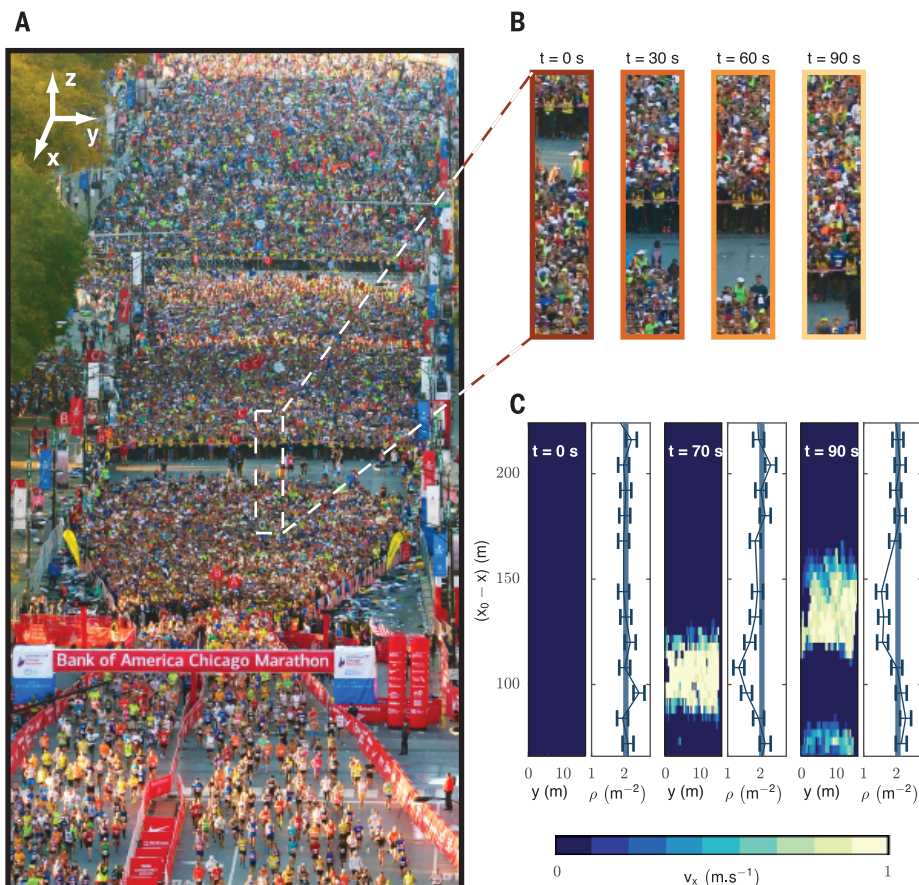 A
B
z
y
x
t = 0 s
t = 30 s
t = 60 s
t = 90 s
C
Bank of America Chicago Marathon
(x₀ − x) (m)
200
150
100
t = 0 s
t = 70 s
t = 90 s
0 10
1 2
0 10
1 2
0 10
1 2
y (m)
ρ (m⁻²)
y (m)
ρ (m⁻²)
y (m)
ρ (m⁻²)
0
1
vₓ (m.s⁻¹)